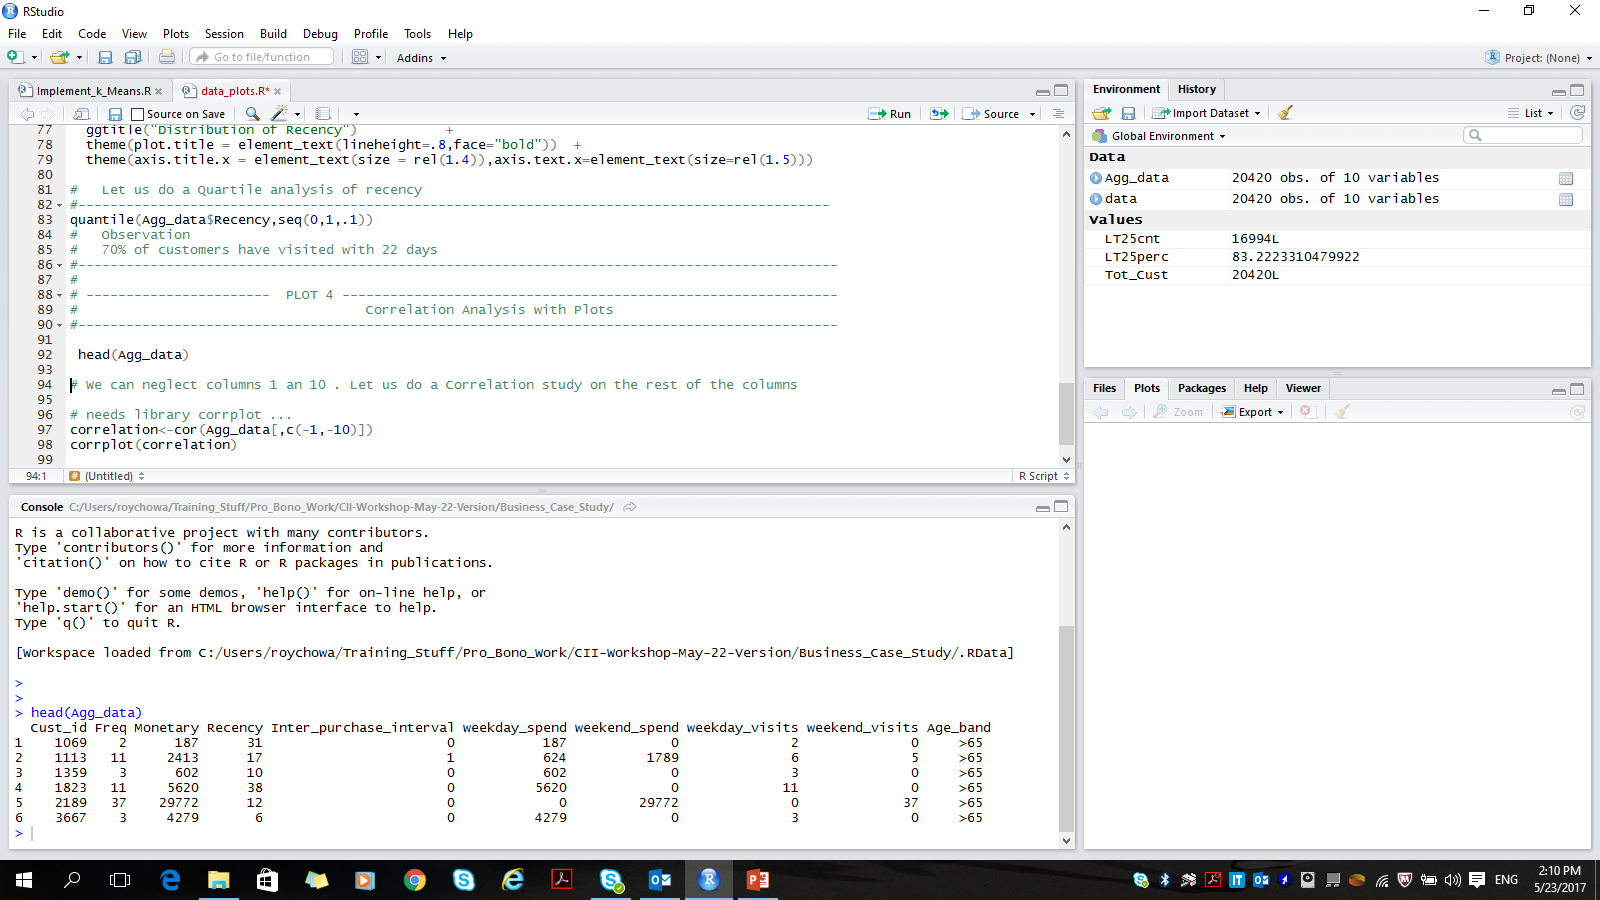 RStudio
File Edit Code View Plots Session Build Debug Profile Tools Help
Go to file/function Addins Project: (None)
Implement_k_Means.R data_plots.R*
Source on Save Run Source
77 ggtitle("Distribution of Recency") +
78 theme(plot.title = element_text(lineheight=.8,face="bold")) +
79 theme(axis.title.x = element_text(size = rel(1.4)),axis.text.x=element_text(size=rel(1.5)))
80
81 # Let us do a Quartile analysis of recency
82 #----------------------------------------------------------------------------------------------
83 quantile(Agg_data$Recency,seq(0,1,.1))
84 # Observation
85 # 70% of customers have visited with 22 days
86 #-----------------------------------------------------------------------------------------------
87 #
88 # ----------------------- PLOT 4 --------------------------------------------------------------
89 # Correlation Analysis with Plots
90 #-----------------------------------------------------------------------------------------------
91
92 head(Agg_data)
93
94 # We can neglect columns 1 an 10 . Let us do a Correlation study on the rest of the columns
95
96 # needs library corrplot ...
97 correlation<-cor(Agg_data[,c(-1,-10)])
98 corrplot(correlation)
99
94:1 # (Untitled) R Script
Console C:/Users/roychowa/Training_Stuff/Pro_Bono_Work/CII-Workshop-May-22-Version/Business_Case_Study/
R is a collaborative project with many contributors.
Type 'contributors()' for more information and
'citation()' on how to cite R or R packages in publications.
Type 'demo()' for some demos, 'help()' for on-line help, or
'help.start()' for an HTML browser interface to help.
Type 'q()' to quit R.
[Workspace loaded from C:/Users/roychowa/Training_Stuff/Pro_Bono_Work/CII-Workshop-May-22-Version/Business_Case_Study/.RData]
>
>
> head(Agg_data)
Cust_id Freq Monetary Recency Inter_purchase_interval weekday_spend weekend_spend weekday_visits weekend_visits Age_band
1 1069 2 187 31 0 187 0 2 0 >65
2 1113 11 2413 17 1 624 1789 6 5 >65
3 1359 3 602 10 0 602 0 3 0 >65
4 1823 11 5620 38 0 5620 0 11 0 >65
5 2189 37 29772 12 0 0 29772 0 37 >65
6 3667 3 4279 6 0 4279 0 3 0 >65
>
Environment History
Import Dataset List
Global Environment
Data
Agg_data 20420 obs. of 10 variables
data 20420 obs. of 10 variables
Values
LT25cnt 16994L
LT25perc 83.2223310479922
Tot_Cust 20420L
Files Plots Packages Help Viewer
Zoom Export
ENG
2:10 PM
5/23/2017